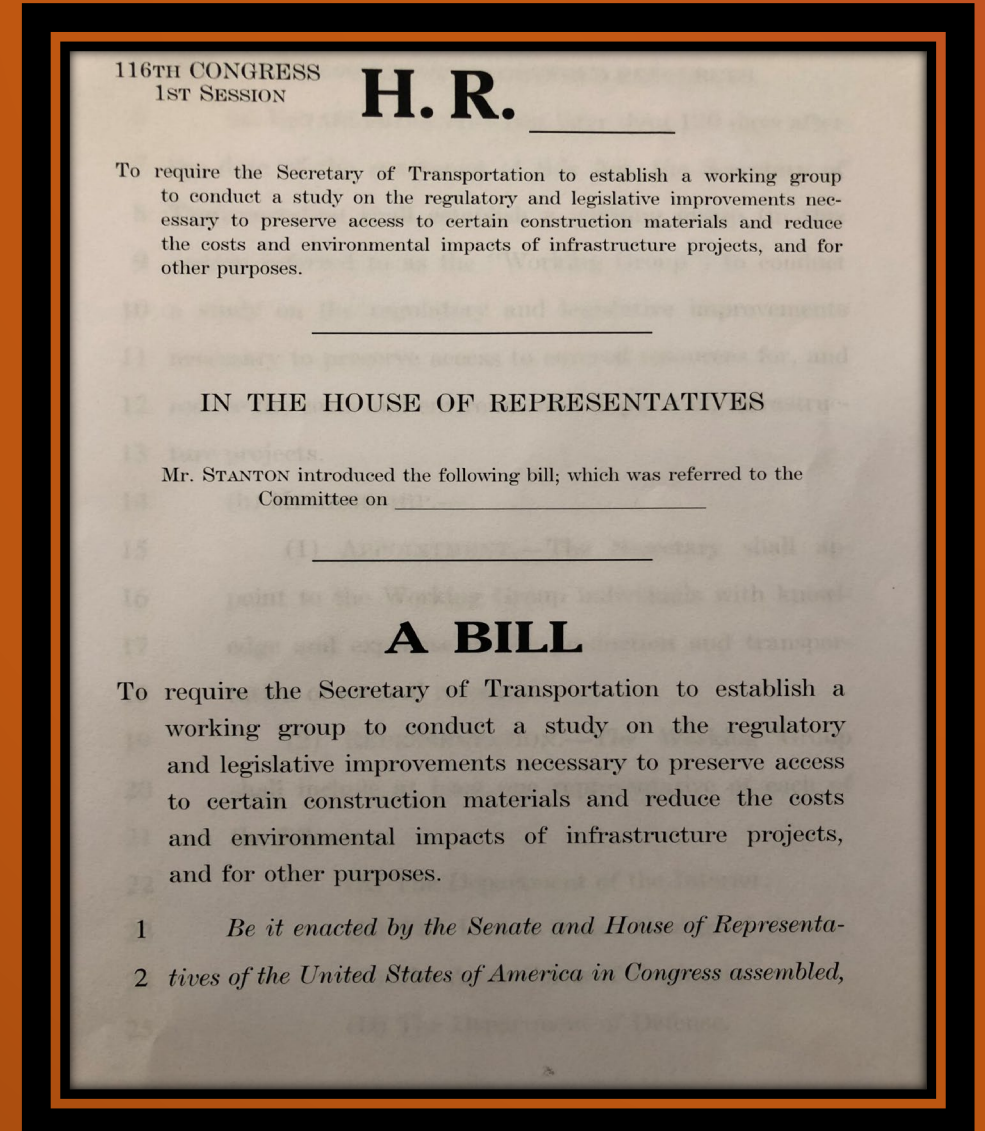 116TH CONGRESS
1ST SESSION
H. R.
To require the Secretary of Transportation to establish a working group
to conduct a study on the regulatory and legislative improvements nec-
essary to preserve access to certain construction materials and reduce
the costs and environmental impacts of infrastructure projects, and for
other purposes.
IN THE HOUSE OF REPRESENTATIVES
Mr. STANTON introduced the following bill; which was referred to the
Committee on
A BILL
To require the Secretary of Transportation to establish a
working group to conduct a study on the regulatory
and legislative improvements necessary to preserve access
to certain construction materials and reduce the costs
and environmental impacts of infrastructure projects,
and for other purposes.
1 Be it enacted by the Senate and House of Representa-
2 tives of the United States of America in Congress assembled,